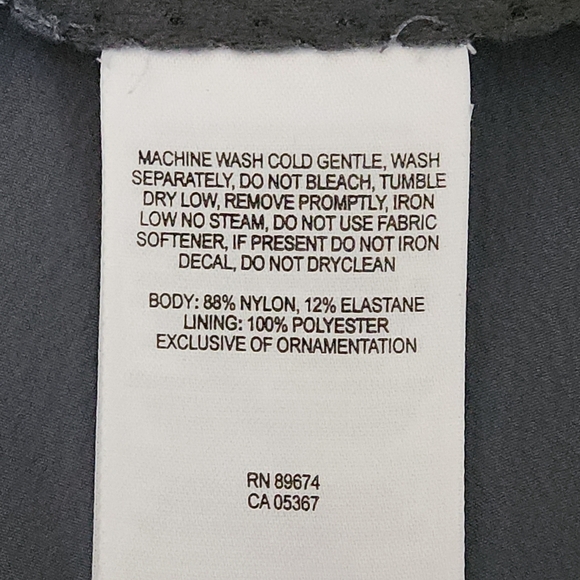 MACHINE WASH COLD GENTLE, WASH
SEPARATELY, DO NOT BLEACH, TUMBLE
DRY LOW, REMOVE PROMPTLY, IRON
LOW NO STEAM, DO NOT USE FABRIC
SOFTENER, IF PRESENT DO NOT IRON
DECAL, DO NOT DRYCLEAN
BODY: 88% NYLON, 12% ELASTANE
LINING: 100% POLYESTER
EXCLUSIVE OF ORNAMENTATION
RN 89674
CA 05367